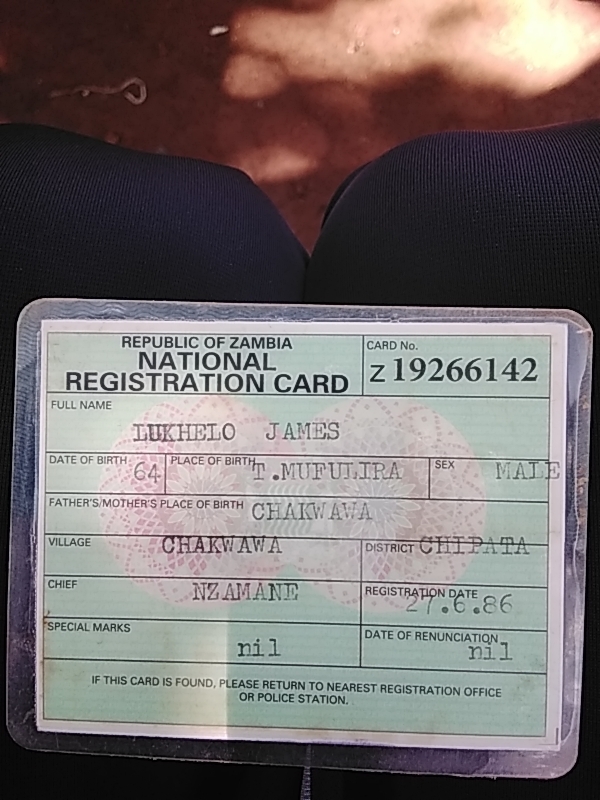 REPUBLIC OF ZAMBIA
NATIONAL
REGISTRATION CARD
CARD No.
Z 19266142
FULL NAME
LUKHELO JAMES
DATE OF BIRTH 64 PLACE OF BIRTH T.MUFULIRA SEX MALE
FATHER'S/MOTHER'S PLACE OF BIRTH CHAKWAWA
VILLAGE CHAKWAWA DISTRICT CHIPATA
CHIEF NZAMANE REGISTRATION DATE 27.6.86
SPECIAL MARKS nil DATE OF RENUNCIATION nil
IF THIS CARD IS FOUND, PLEASE RETURN TO NEAREST REGISTRATION OFFICE
OR POLICE STATION.